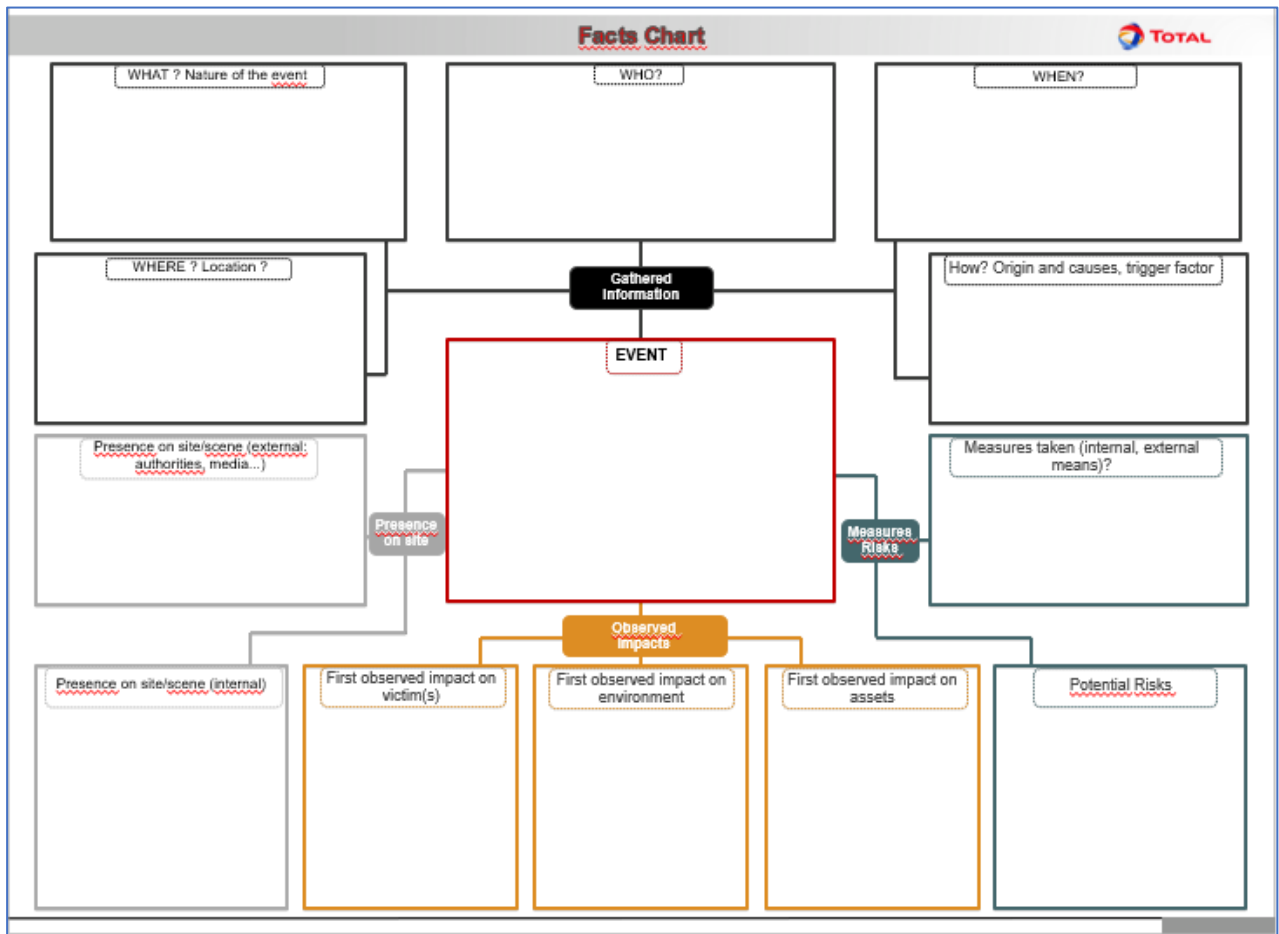 Facts Chart
TOTAL
WHAT ? Nature of the event
WHO?
WHEN?
WHERE ? Location ?
Gathered
Information
How? Origin and causes, trigger factor
EVENT
Presence on site/scene (external:
authorities, media...)
Presence
on site
Measures
Risks
Measures taken (internal, external
means)?
Observed
Impacts
Presence on site/scene (internal)
First observed impact on
victim(s)
First observed impact on
environment
First observed impact on
assets
Potential Risks